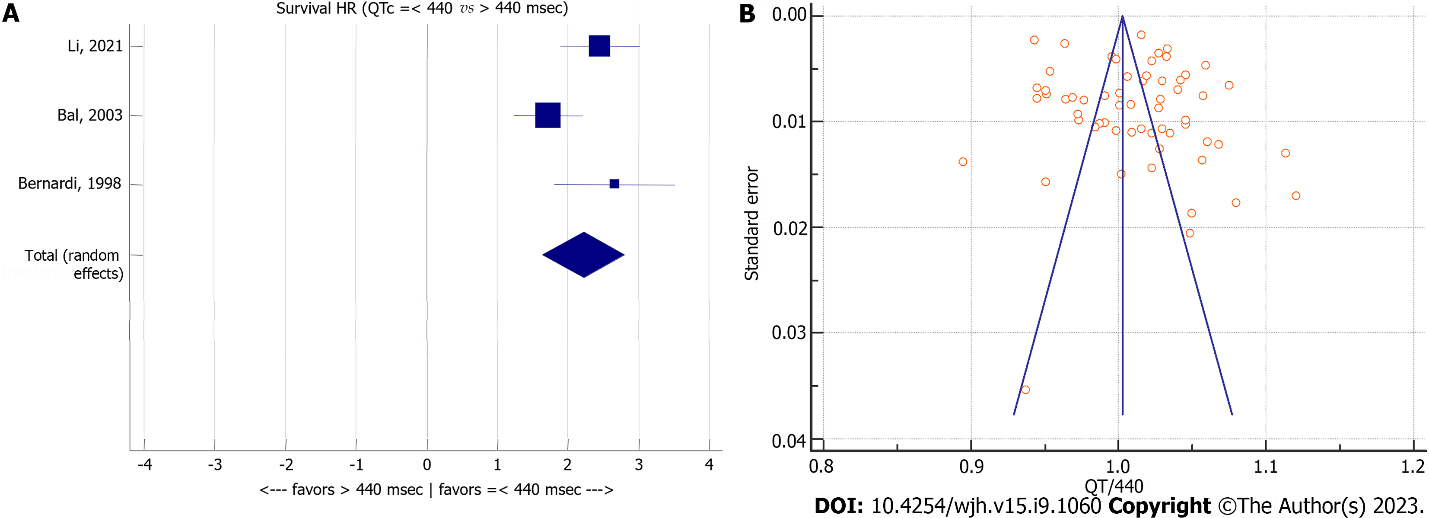 A
Survival HR (QTc =< 440 vs > 440 msec)
Li, 2021
Bal, 2003
Bernardi, 1998
Total (random
effects)
-4 -3 -2 -1 0 1 2 3 4
<--- favors > 440 msec | favors =< 440 msec --->
B
0.00
0.01
0.02
0.03
0.04
Standard error
0.8 0.9 1.0 1.1 1.2
QT/440
DOI: 10.4254/wjh.v15.i9.1060 Copyright ©The Author(s) 2023.